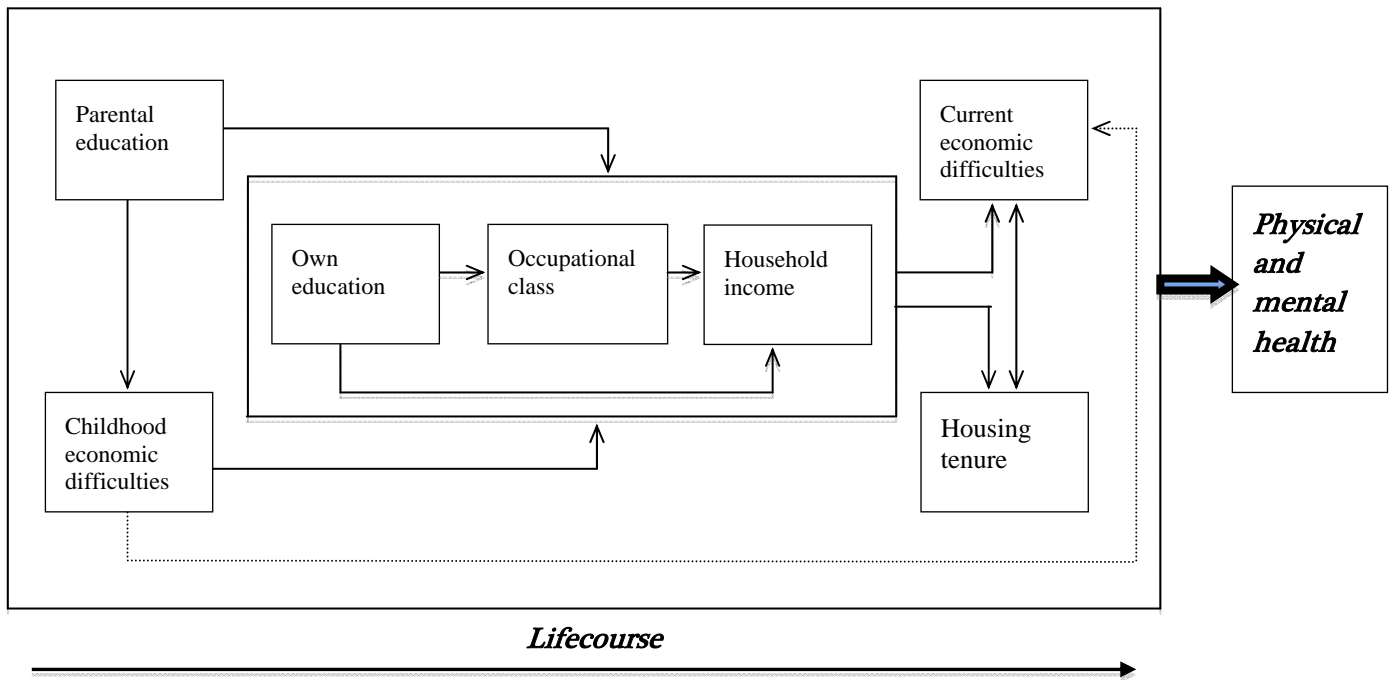 Parental
education
Current
economic
difficulties
Own
education
Occupational
class
Household
income
Physical
and
mental
health
Childhood
economic
difficulties
Housing
tenure
Lifecourse